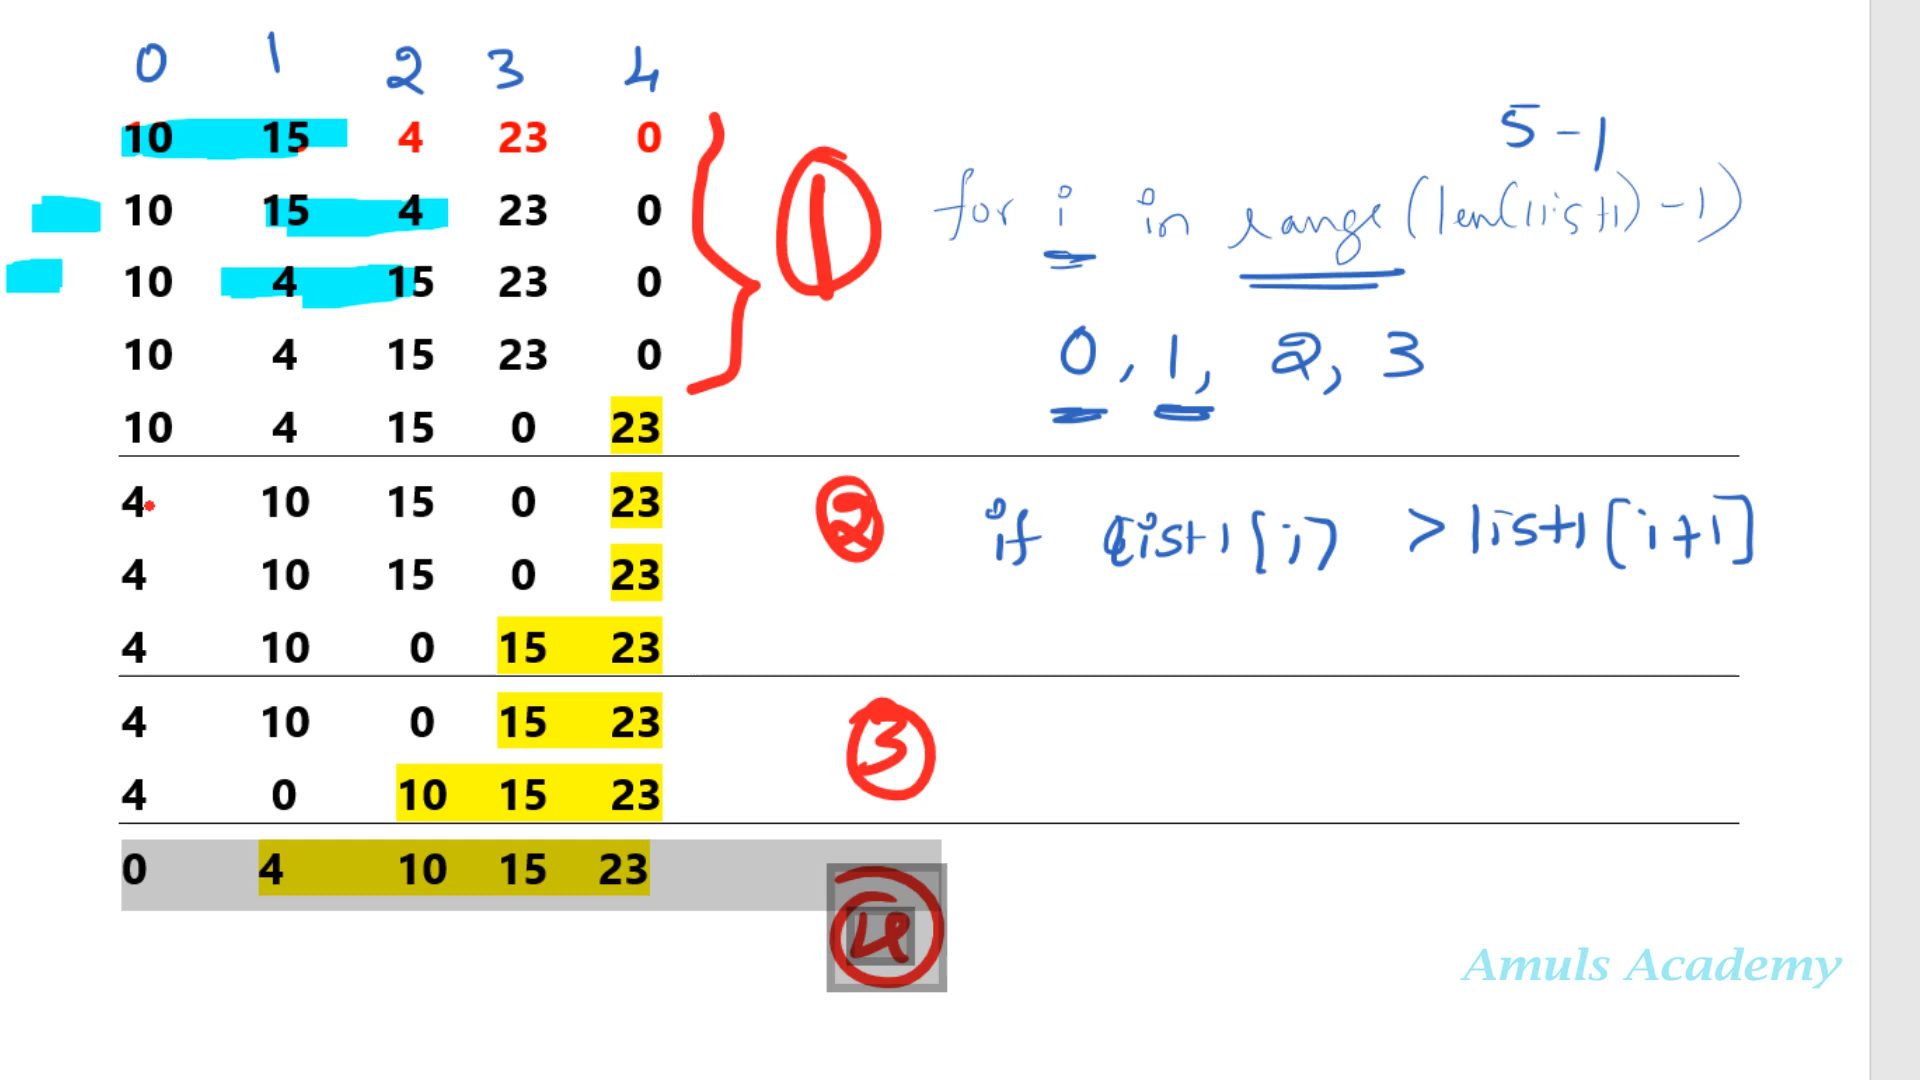 0 1 2 3 4
10 15 4 23 0
10 15 4 23 0
10 4 15 23 0
10 4 15 23 0
10 4 15 0 23
1
5-1
for i in range(len(list1)-1)
0, 1, 2, 3
4 10 15 0 23
4 10 15 0 23
4 10 0 15 23
2
if list1[i] > list1[i+1]
4 10 0 15 23
4 0 10 15 23
3
0 4 10 15 23
4
Amuls Academy